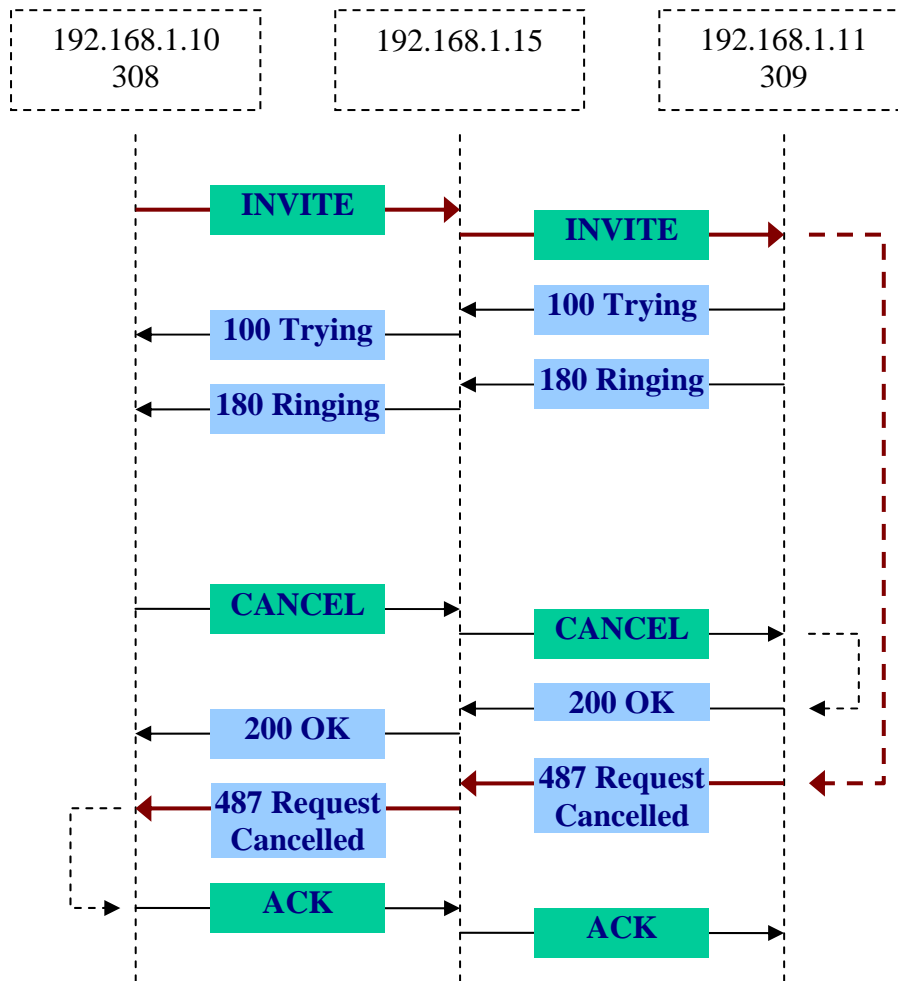 192.168.1.10
308
192.168.1.15
192.168.1.11
309
INVITE
INVITE
100 Trying
100 Trying
180 Ringing
180 Ringing
CANCEL
CANCEL
200 OK
200 OK
487 Request
Cancelled
487 Request
Cancelled
ACK
ACK